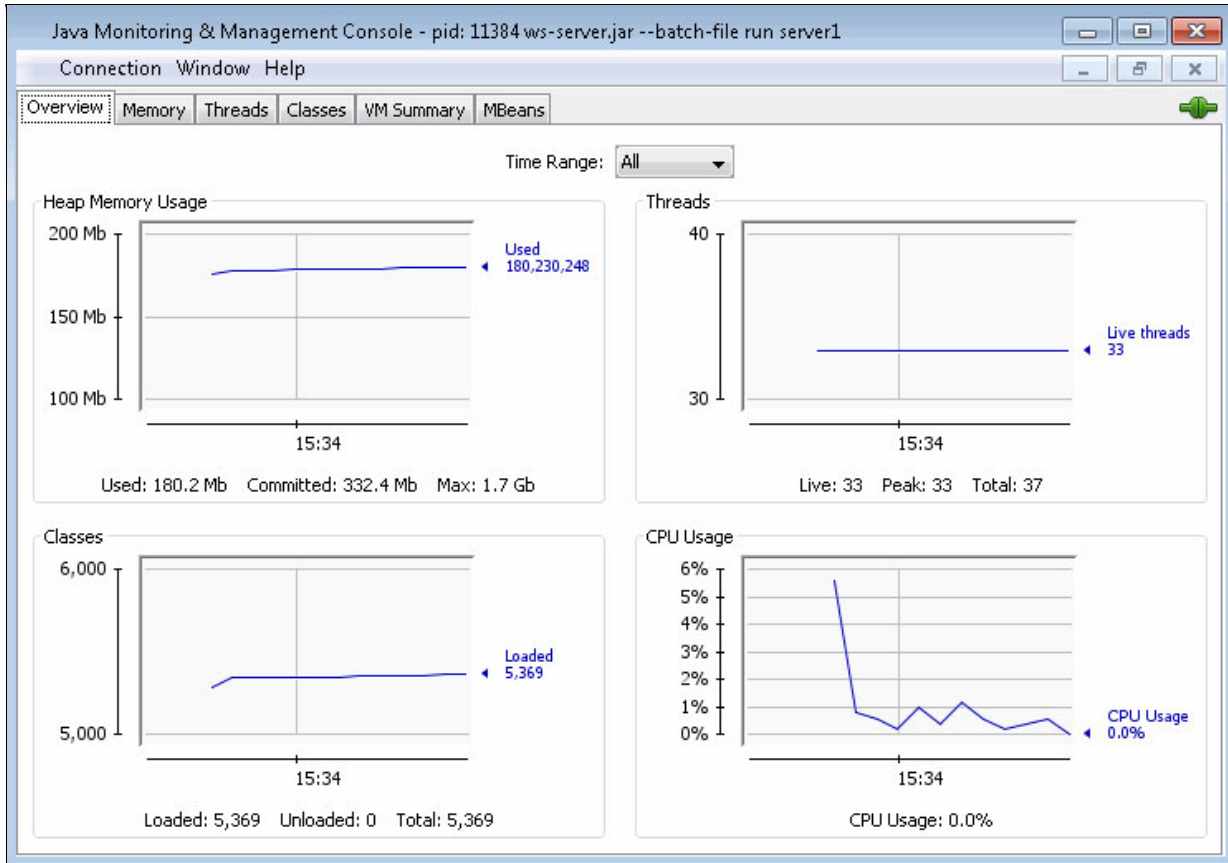 Java Monitoring & Management Console - pid: 11384 ws-server.jar --batch-file run server1
Connection Window Help
Overview Memory Threads Classes VM Summary MBeans
Time Range: All
Heap Memory Usage
200 Mb
150 Mb
100 Mb
Used
180,230,248
15:34
Used: 180.2 Mb Committed: 332.4 Mb Max: 1.7 Gb
Threads
40
30
Live threads
33
15:34
Live: 33 Peak: 33 Total: 37
Classes
6,000
5,000
Loaded
5,369
15:34
Loaded: 5,369 Unloaded: 0 Total: 5,369
CPU Usage
6%
5%
4%
3%
2%
1%
0%
CPU Usage
0.0%
15:34
CPU Usage: 0.0%